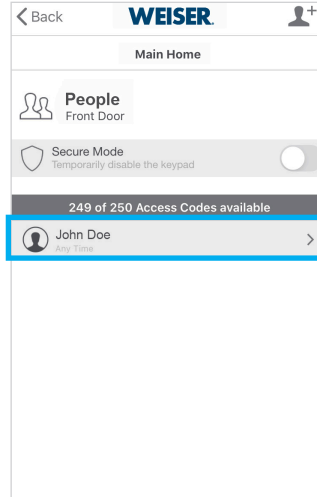 Back
WEISER.
Main Home
People
Front Door
Secure Mode
Temporarily disable the keypad
249 of 250 Access Codes available
John Doe
Any Time